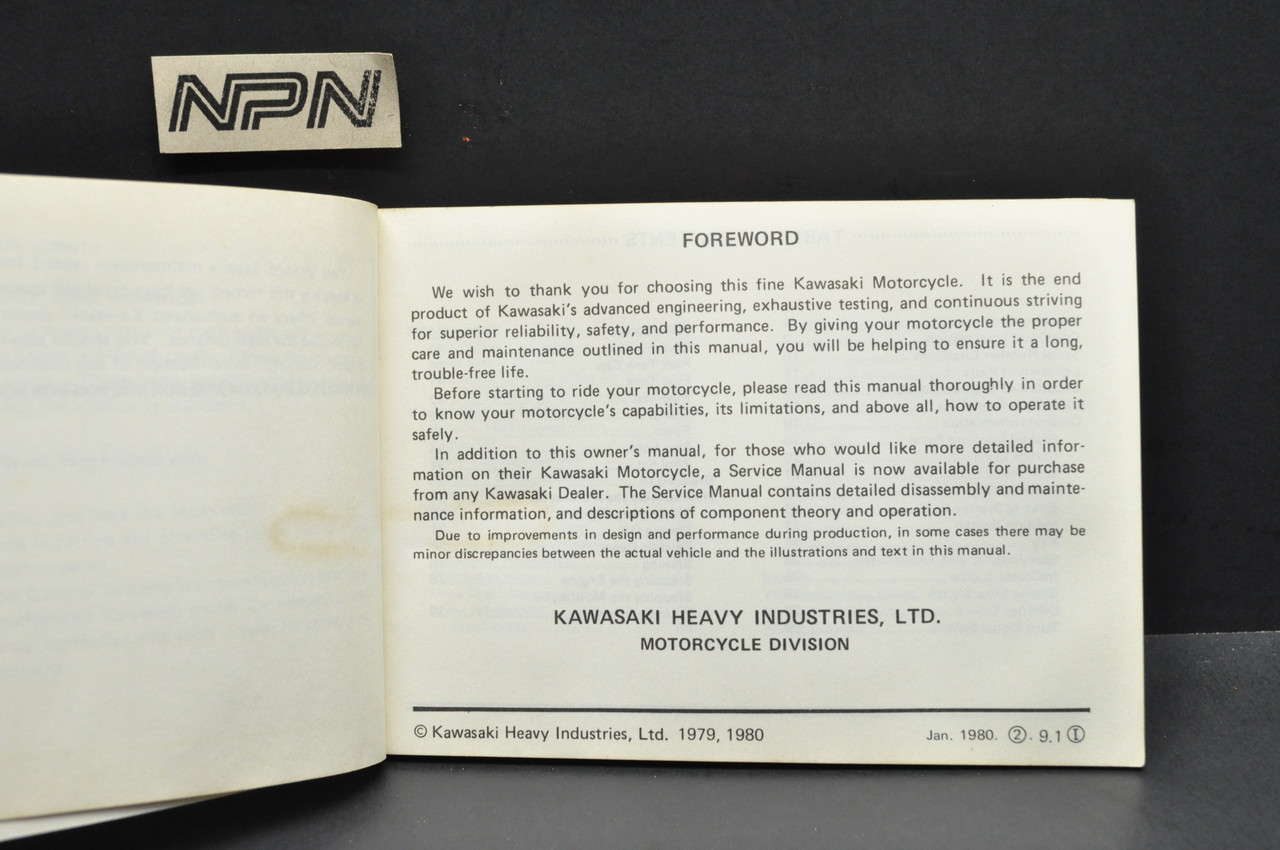 NPN
FOREWORD
We wish to thank you for choosing this fine Kawasaki Motorcycle. It is the end
product of Kawasaki's advanced engineering, exhaustive testing, and continuous striving
for superior reliability, safety, and performance. By giving your motorcycle the proper
care and maintenance outlined in this manual, you will be helping to ensure it a long,
trouble-free life.
Before starting to ride your motorcycle, please read this manual thoroughly in order
to know your motorcycle's capabilities, its limitations, and above all, how to operate it
safely.
In addition to this owner's manual, for those who would like more detailed infor-
mation on their Kawasaki Motorcycle, a Service Manual is now available for purchase
from any Kawasaki Dealer. The Service Manual contains detailed disassembly and mainte-
nance information, and descriptions of component theory and operation.
Due to improvements in design and performance during production, in some cases there may be
minor discrepancies between the actual vehicle and the illustrations and text in this manual.
KAWASAKI HEAVY INDUSTRIES, LTD.
MOTORCYCLE DIVISION
© Kawasaki Heavy Industries, Ltd. 1979, 1980
Jan. 1980. ②. 9.1 Ⓘ